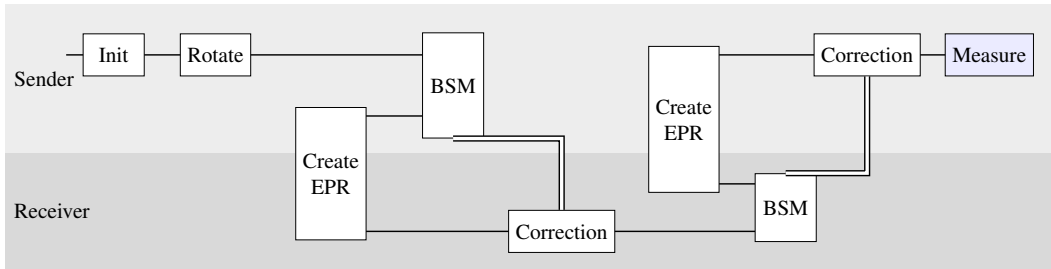 Init
Rotate
BSM
Correction
Measure
Sender
Create
EPR
Create
EPR
Receiver
Correction
BSM